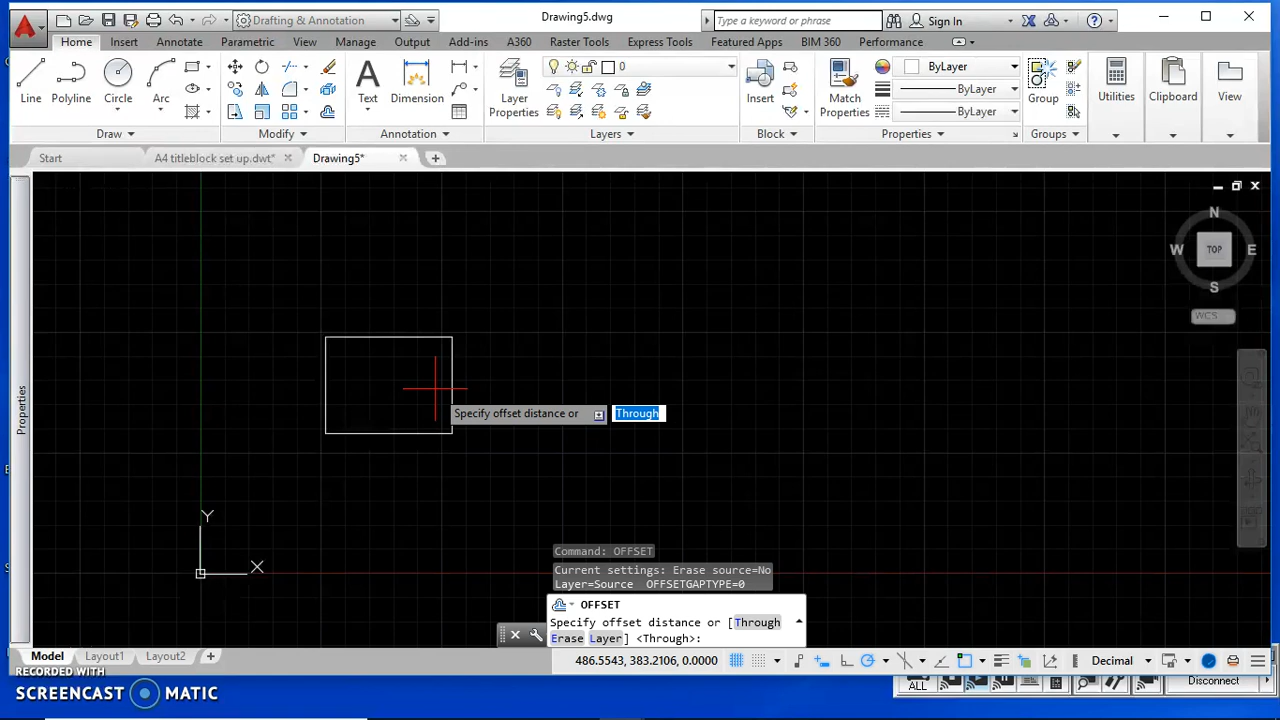 Drafting & Annotation
Drawing5.dwg
Type a keyword or phrase
Sign In
Home Insert Annotate Parametric View Manage Output Add-ins A360 Raster Tools Express Tools Featured Apps BIM 360 Performance
Line Polyline Circle Arc
Text Dimension
Layer Properties
0
Insert
Match Properties
ByLayer
ByLayer
ByLayer
Group
Utilities
Clipboard
View
Draw Modify Annotation Layers Block Properties Groups
Start A4 titleblock set up.dwt* Drawing5*
N
W TOP E
S
WCS
Properties
Specify offset distance or Through
Y
X
Command: OFFSET
Current settings: Erase source=No
Layer=Source OFFSETGAPTYPE=0
OFFSET
Specify offset distance or [Through
Erase Layer] <Through>:
Model Layout1 Layout2
486.5543, 383.2106, 0.0000
Decimal
RECORDED WITH
SCREENCAST MATIC
ALL
Disconnect